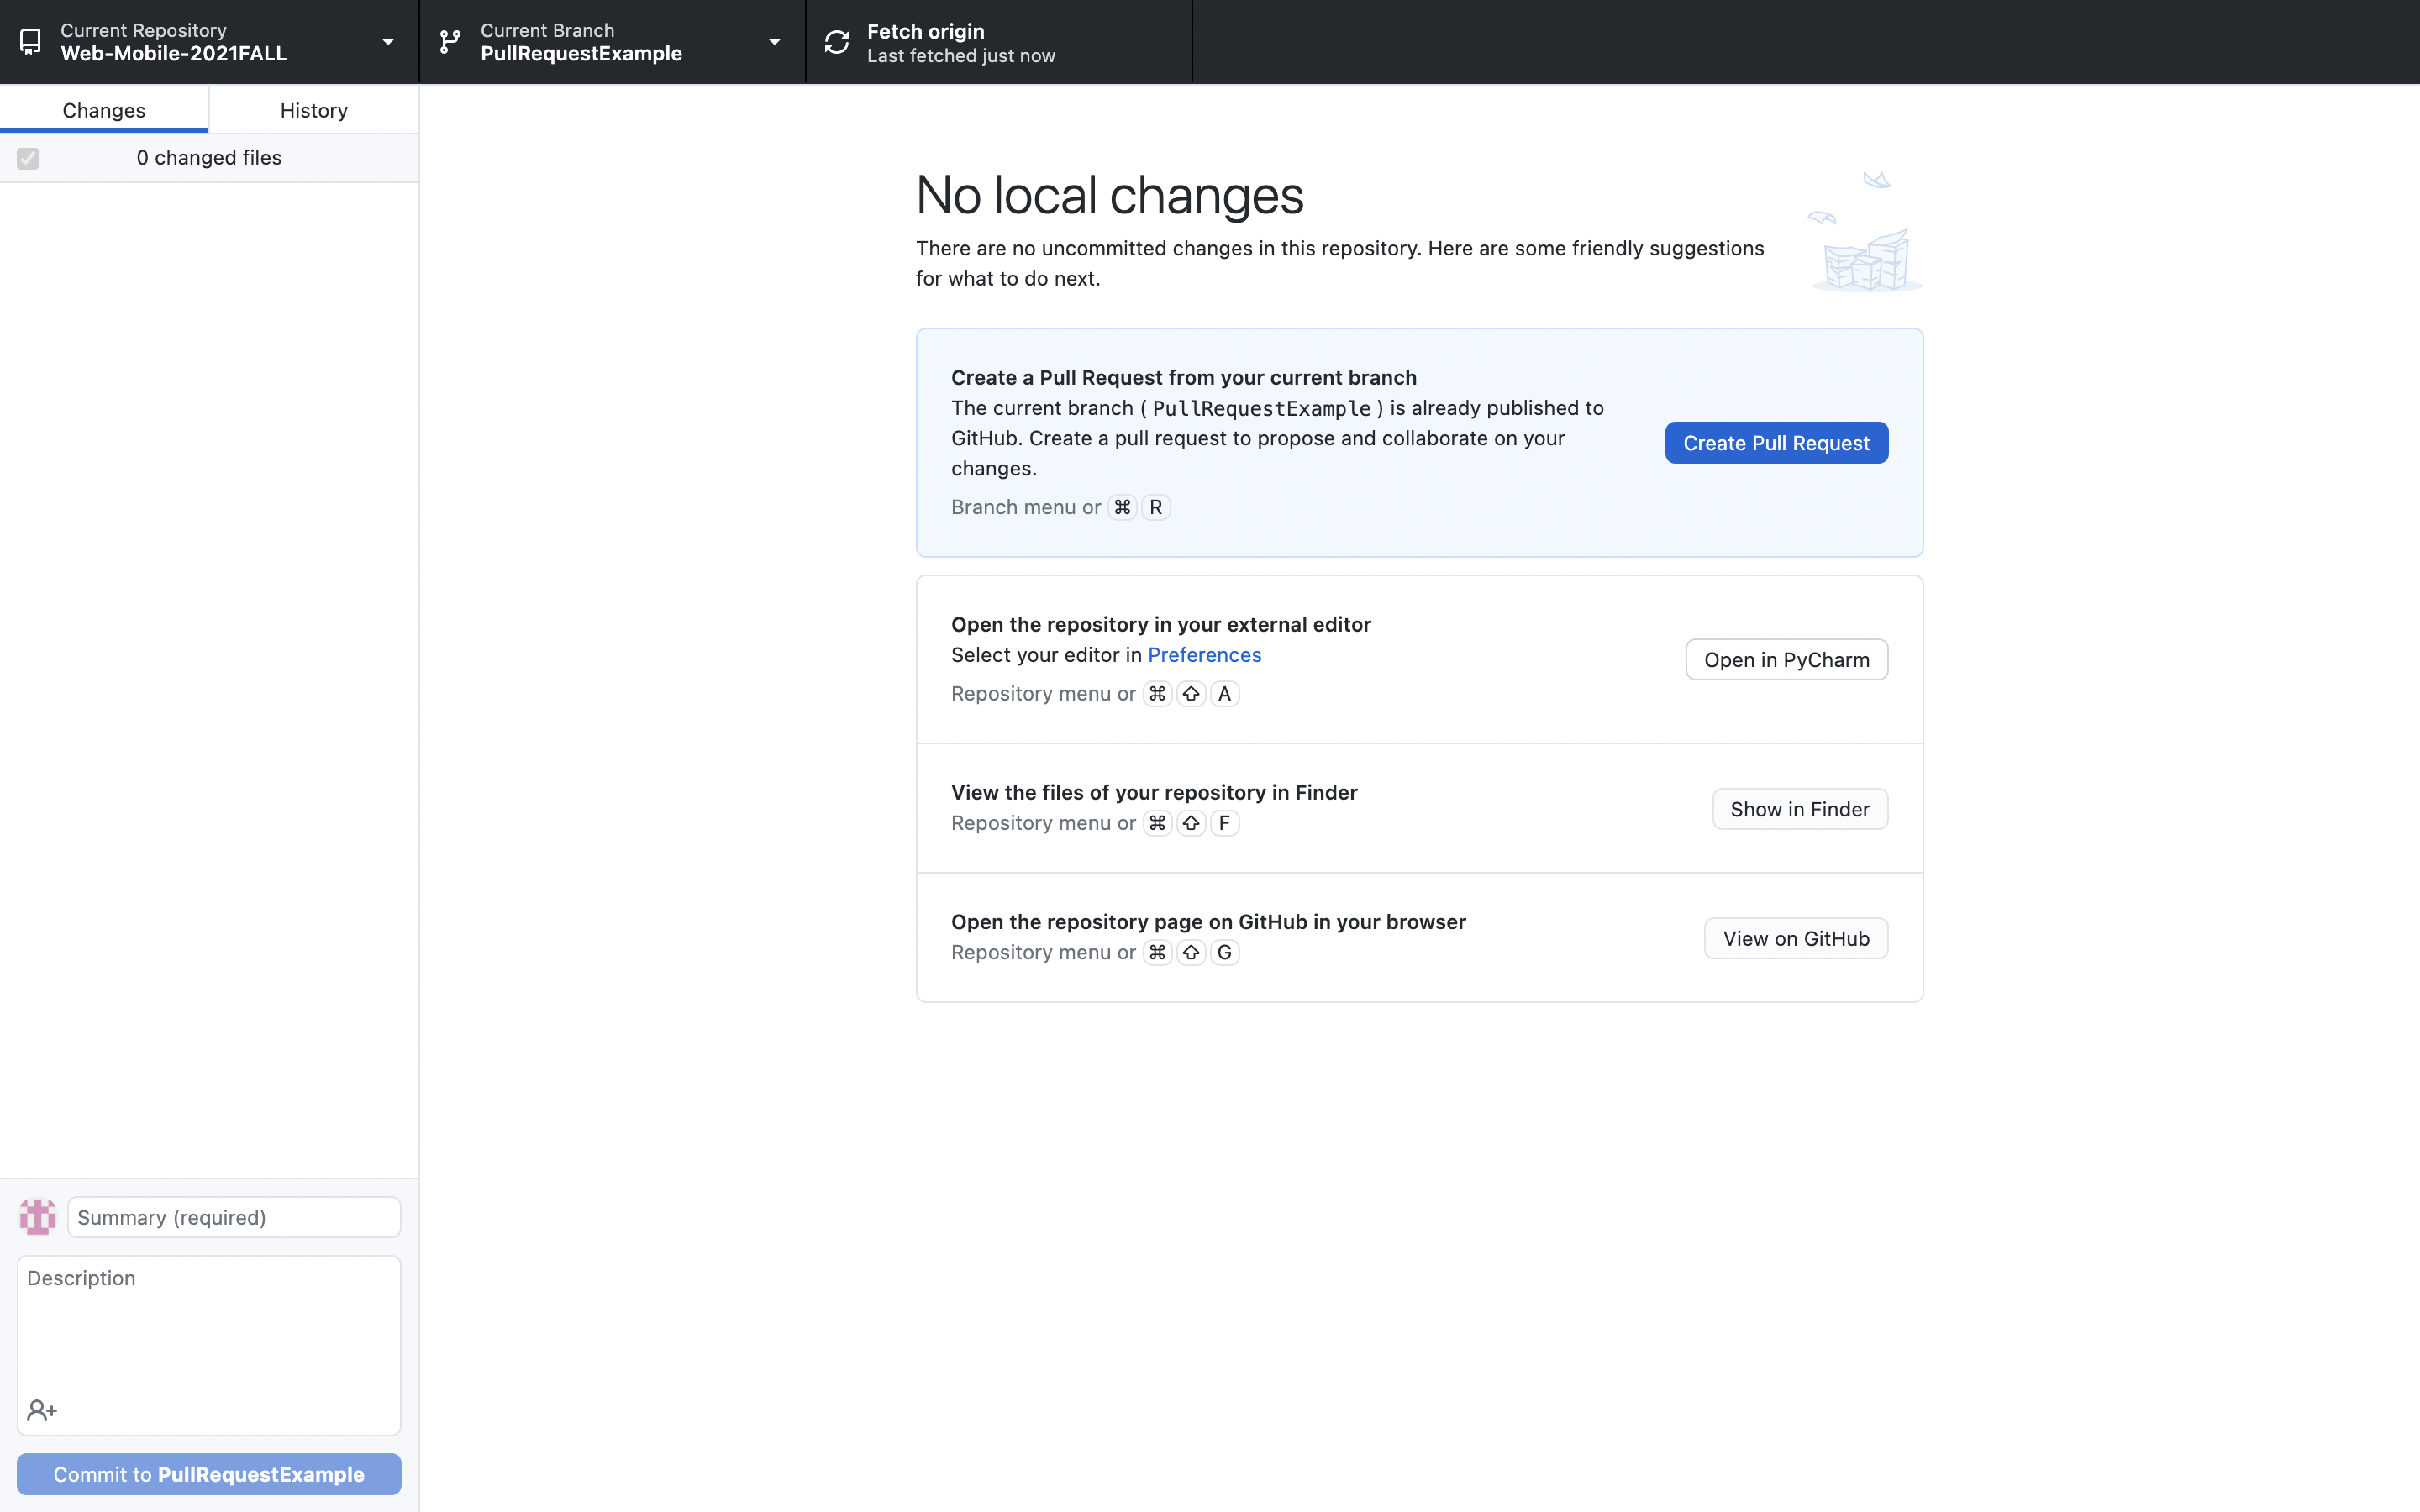 Current Repository
Web-Mobile-2021FALL
Current Branch
PullRequestExample
Fetch origin
Last fetched just now
Changes
History
0 changed files
No local changes
There are no uncommitted changes in this repository. Here are some friendly suggestions
for what to do next.
Create a Pull Request from your current branch
The current branch ( PullRequestExample ) is already published to
GitHub. Create a pull request to propose and collaborate on your
changes.
Branch menu or ⌘ R
Create Pull Request
Open the repository in your external editor
Select your editor in Preferences
Repository menu or ⌘ ⇧ A
Open in PyCharm
View the files of your repository in Finder
Repository menu or ⌘ ⇧ F
Show in Finder
Open the repository page on GitHub in your browser
Repository menu or ⌘ ⇧ G
View on GitHub
Summary (required)
Description
Commit to PullRequestExample